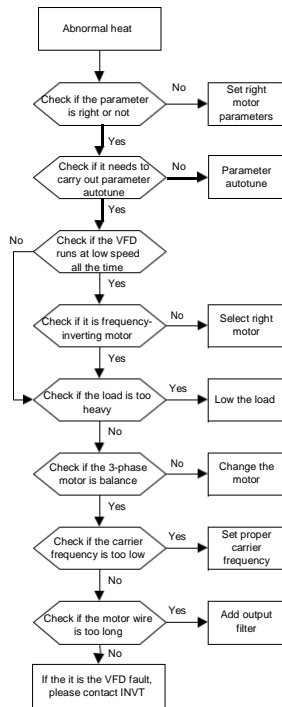 Abnormal heat
Check if the parameter
is right or not
No
Set right
motor
parameters
Yes
Check if it needs to
carry out parameter
autotune
No
Parameter
autotune
Yes
No
Check if the VFD
runs at low speed
all the time
Yes
Check if it is frequency-
inverting motor
No
Select right
motor
Yes
Check if the load is too
heavy
Yes
Low the load
No
Check if the 3-phase
motor is balance
No
Change the
motor
Yes
Check if the carrier
frequency is too low
Yes
Set proper
carrier
frequency
No
Check if the motor wire
is too long
Yes
Add output
filter
No
If the it is the VFD fault,
please contact INVT